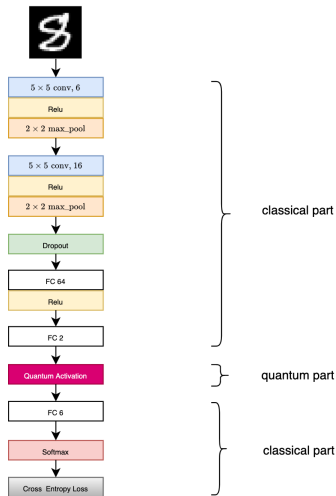 5 × 5 conv, 6
Relu
2 × 2 max_pool
5 × 5 conv, 16
Relu
2 × 2 max_pool
classical part
Dropout
FC 64
Relu
FC 2
Quantum Activation
quantum part
FC 6
Softmax
classical part
Cross Entropy Loss